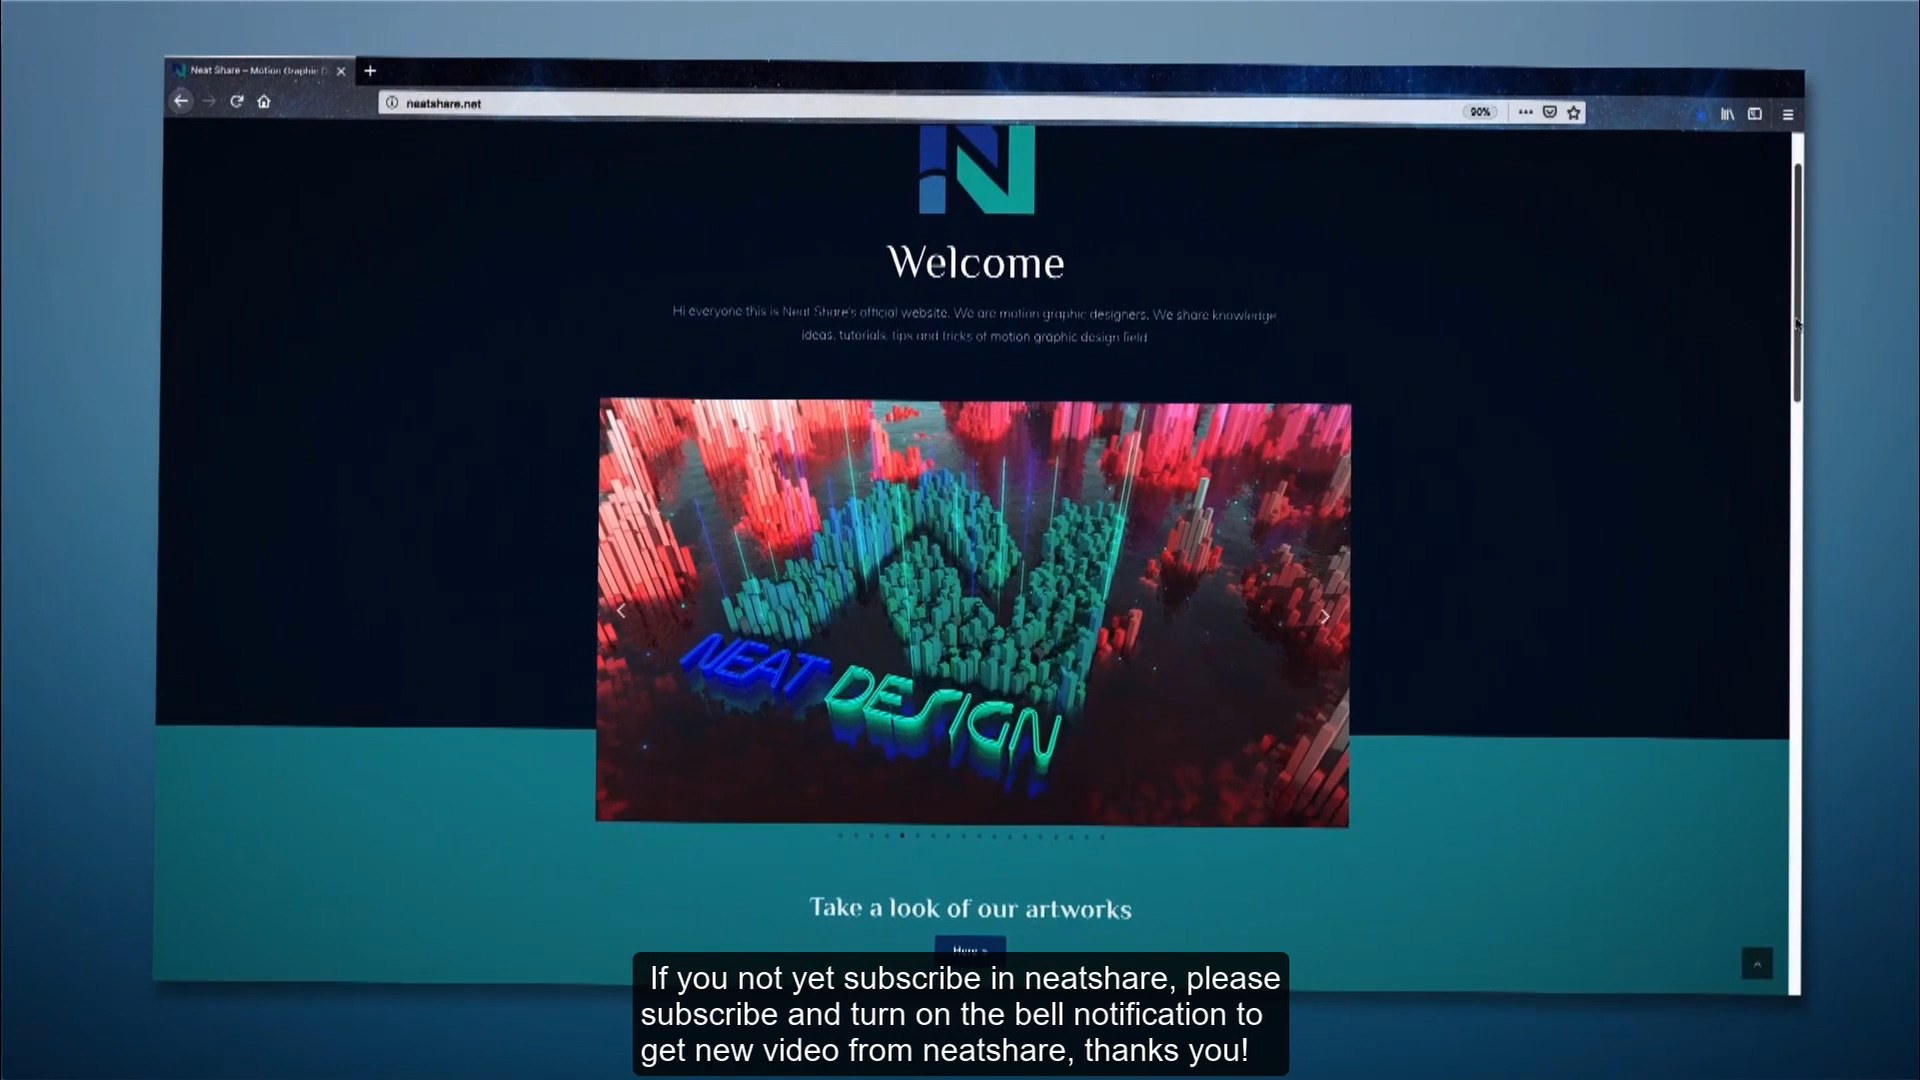 Neat Share – Motion Graphic D
neatshare.net
90%
Welcome
Hi everyone this is Neat Share's official website. We are motion graphic designers. We share knowledge,
ideas, tutorials, tips and tricks of motion graphic design field
NEAT DESIGN
Take a look of our artworks
Here »
If you not yet subscribe in neatshare, please
subscribe and turn on the bell notification to
get new video from neatshare, thanks you!